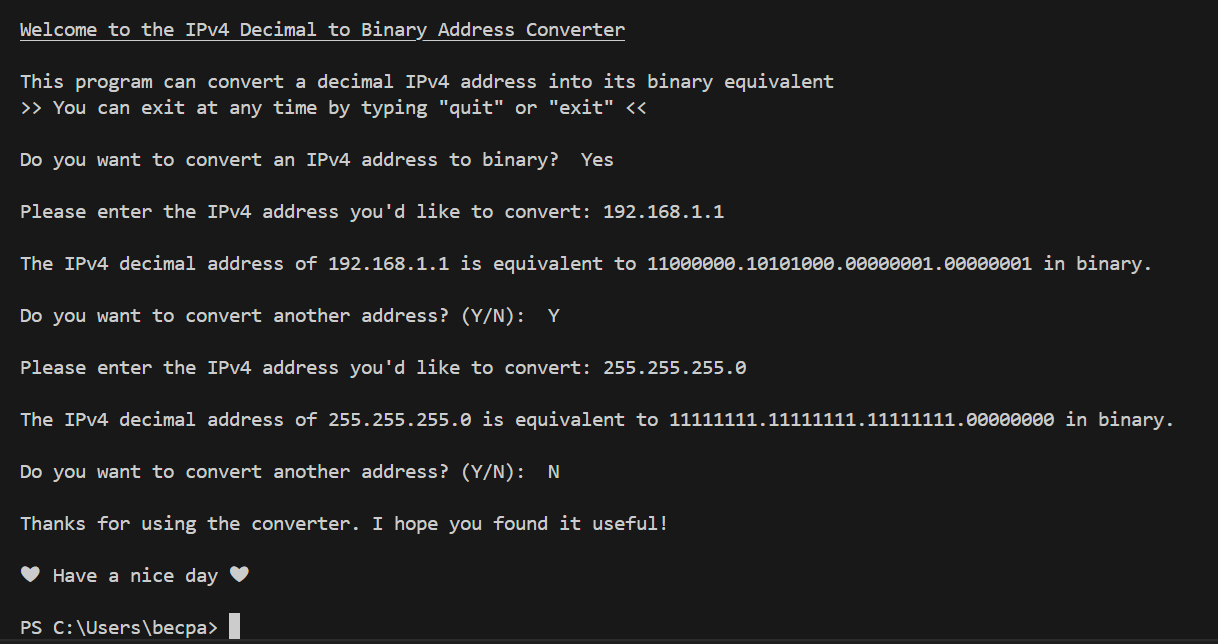 Welcome to the IPv4 Decimal to Binary Address Converter
This program can convert a decimal IPv4 address into its binary equivalent
>> You can exit at any time by typing "quit" or "exit" <<
Do you want to convert an IPv4 address to binary?  Yes
Please enter the IPv4 address you'd like to convert: 192.168.1.1
The IPv4 decimal address of 192.168.1.1 is equivalent to 11000000.10101000.00000001.00000001 in binary.
Do you want to convert another address? (Y/N):  Y
Please enter the IPv4 address you'd like to convert: 255.255.255.0
The IPv4 decimal address of 255.255.255.0 is equivalent to 11111111.11111111.11111111.00000000 in binary.
Do you want to convert another address? (Y/N):  N
Thanks for using the converter. I hope you found it useful!
♥ Have a nice day ♥
PS C:\Users\becpa>